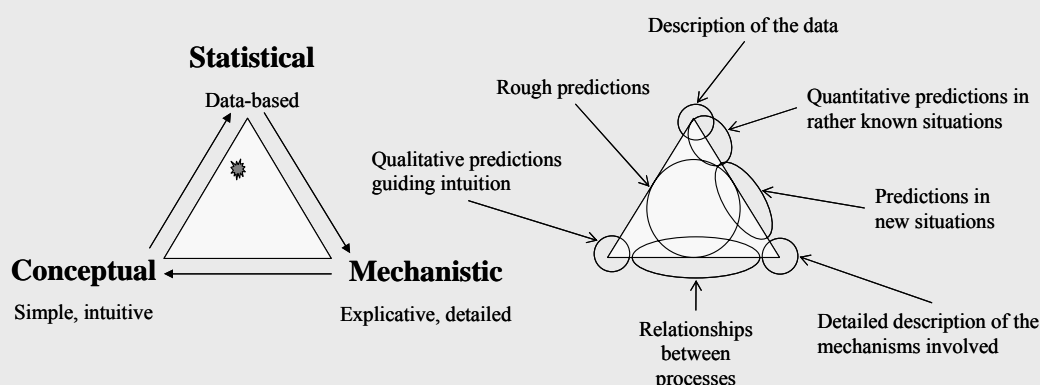 Statistical
Data-based
Conceptual
Simple, intuitive
Mechanistic
Explicative, detailed
Description of the data
Rough predictions
Quantitative predictions in
rather known situations
Qualitative predictions
guiding intuition
Predictions in
new situations
Relationships
between
processes
Detailed description of the
mechanisms involved